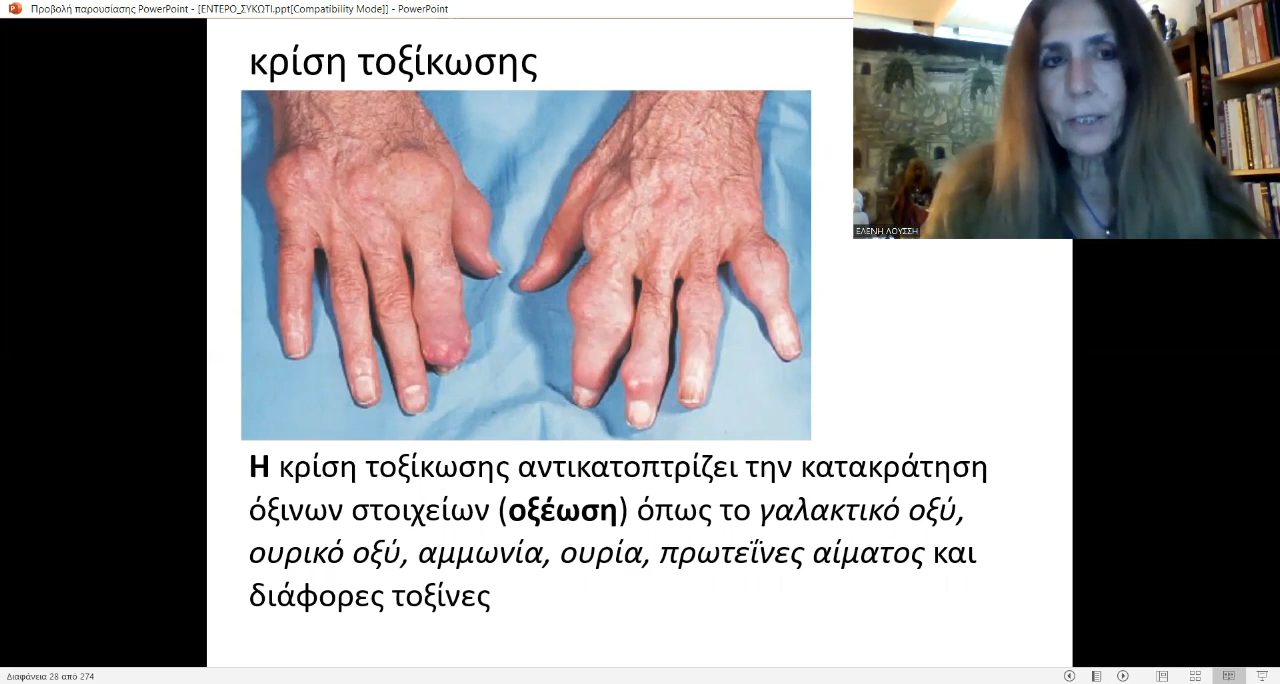 Προβολή παρουσίασης PowerPoint - [ΕΝΤΕΡΟ_ΣΥΚΩΤΙ.ppt[Compatibility Mode]] - PowerPoint
κρίση τοξίκωσης
ΕΛΕΝΗ ΛΟΥΣΣΗ
Η κρίση τοξίκωσης αντικατοπτρίζει την κατακράτηση
όξινων στοιχείων (οξέωση) όπως το γαλακτικό οξύ,
ουρικό οξύ, αμμωνία, ουρία, πρωτεΐνες αίματος και
διάφορες τοξίνες
Διαφάνεια 28 από 274